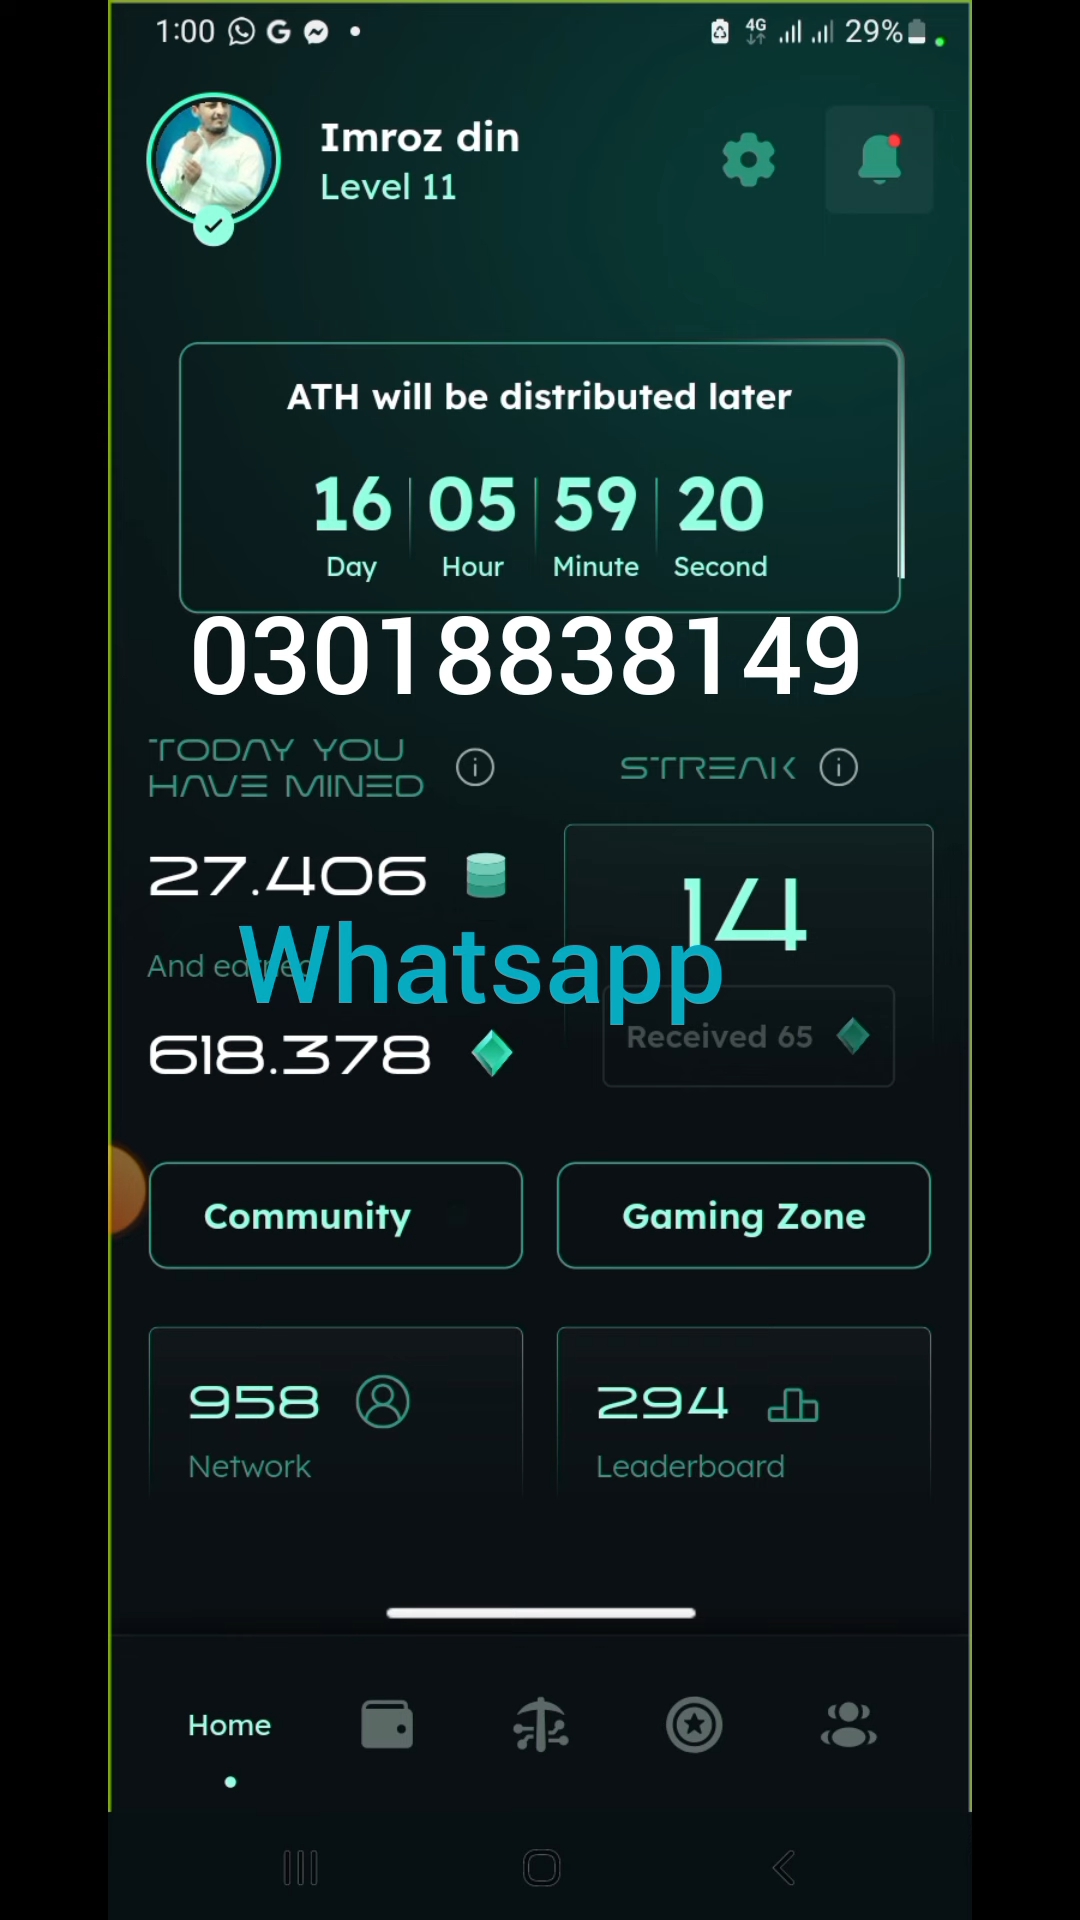 1:00 4G 29%
Imroz din
Level 11
ATH will be distributed later
16 05 59 20
Day Hour Minute Second
03018838149
TODAY YOU
HAVE MINED
STREAK
27.406
14
And earned
Whatsapp
618.378
Received 65
Community
Gaming Zone
958
Network
294
Leaderboard
Home